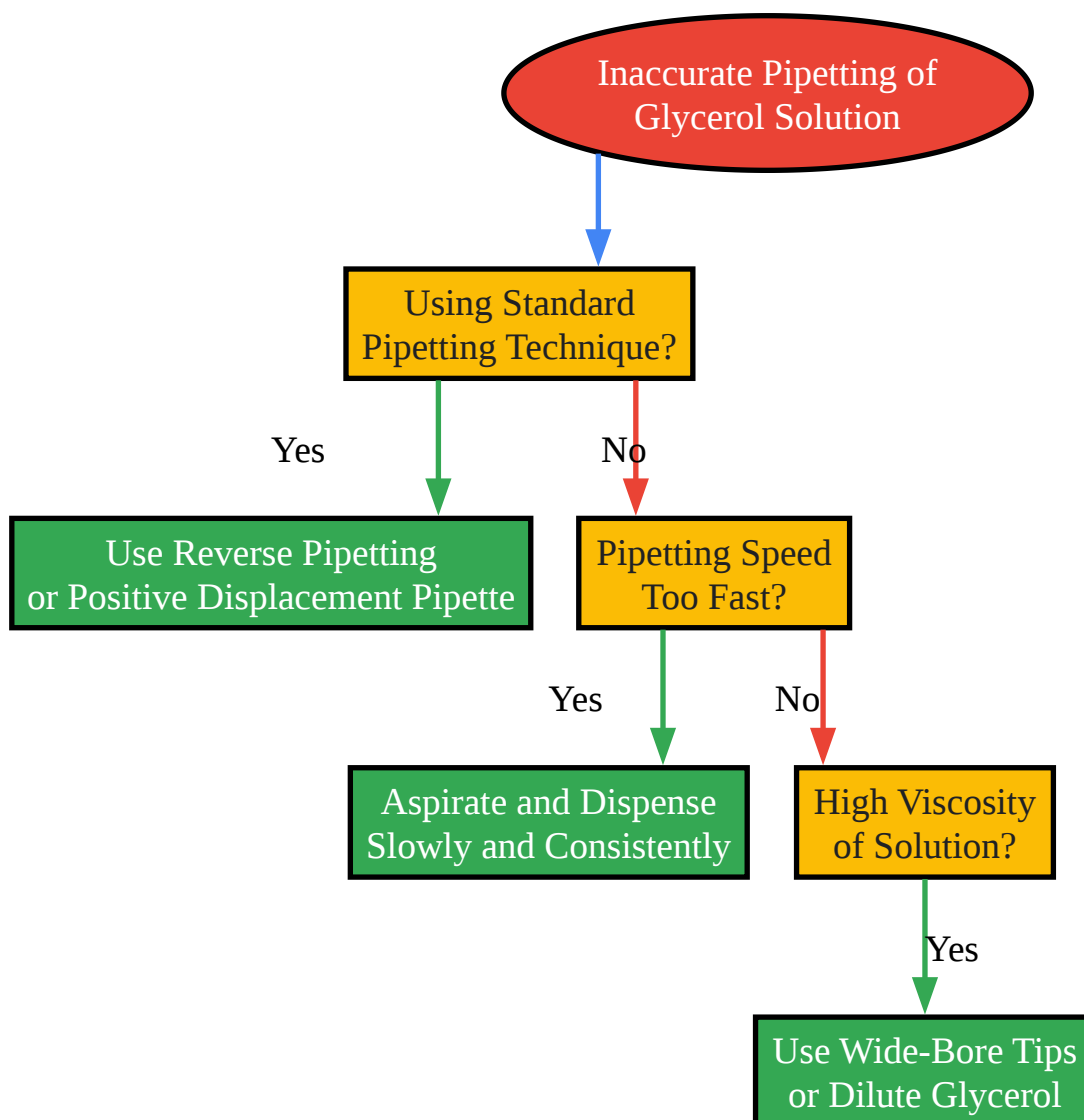 Inaccurate Pipetting of
Glycerol Solution
Using Standard
Pipetting Technique?
Yes
No
Use Reverse Pipetting
or Positive Displacement Pipette
Pipetting Speed
Too Fast?
Yes
No
Aspirate and Dispense
Slowly and Consistently
High Viscosity
of Solution?
Yes
Use Wide-Bore Tips
or Dilute Glycerol